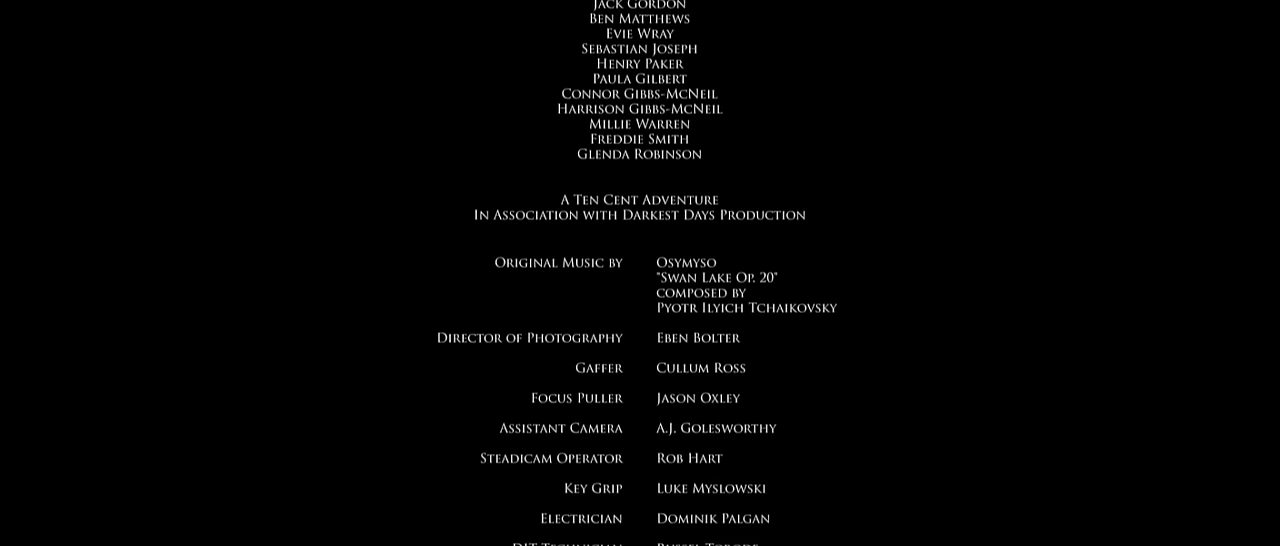 Jack Gordon
Ben Matthews
Evie Wray
Sebastian Joseph
Henry Paker
Paula Gilbert
Connor Gibbs-McNeil
Harrison Gibbs-McNeil
Millie Warren
Freddie Smith
Glenda Robinson
A Ten Cent Adventure
In Association with Darkest Days Production
Original Music by Osymyso
"Swan Lake Op. 20"
composed by
Pyotr Ilyich Tchaikovsky
Director of Photography Eben Bolter
Gaffer Cullum Ross
Focus Puller Jason Oxley
Assistant Camera A.J. Golesworthy
Steadicam Operator Rob Hart
Key Grip Luke Myslowski
Electrician Dominik Palgan
DIT Technician